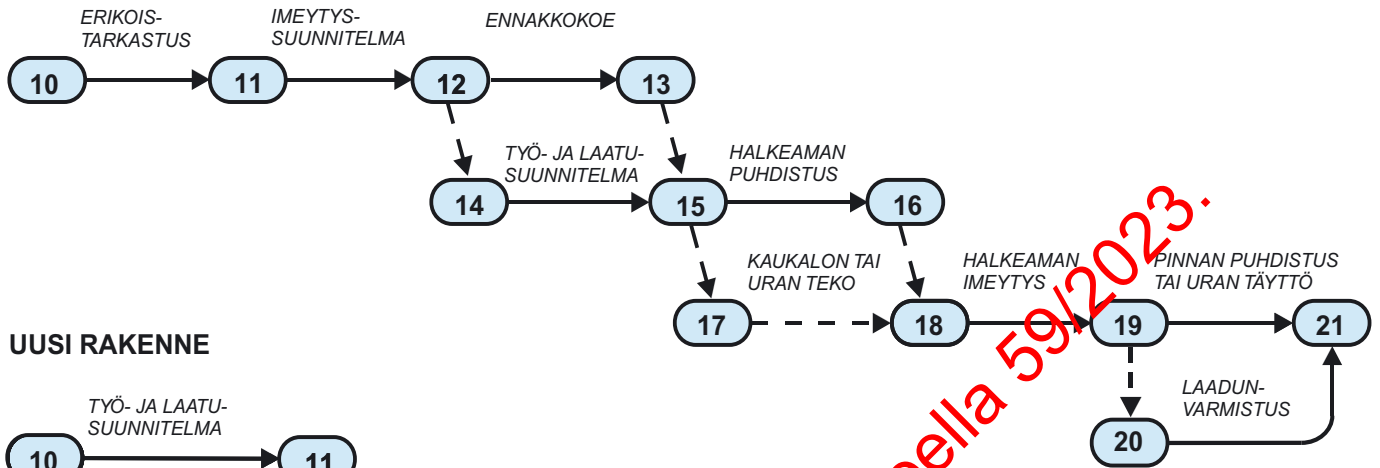 ERIKOIS-
TARKASTUS
IMEYTYS-
SUUNNITELMA
ENNAKKOKOE
10
11
12
13
TYÖ- JA LAATU-
SUUNNITELMA
HALKEAMAN
PUHDISTUS
14
15
16
KAUKALON TAI
URAN TEKO
HALKEAMAN
IMEYTYS
PINNAN PUHDISTUS
TAI URAN TÄYTTÖ
17
18
19
21
UUSI RAKENNE
LAADUN-
VARMISTUS
20
TYÖ- JA LAATU-
SUUNNITELMA
10
11
59/2023.